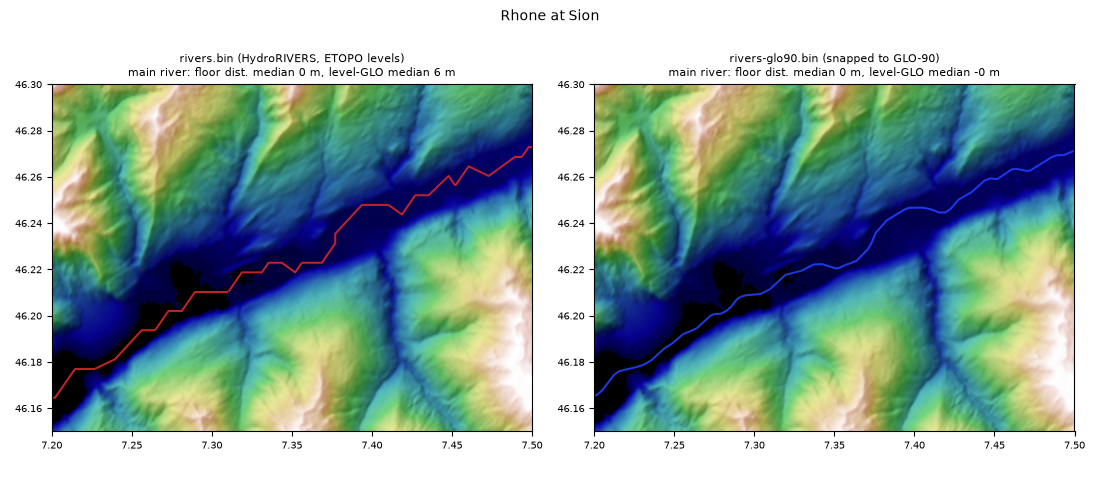 Rhone at Sion
rivers.bin (HydroRIVERS, ETOPO levels)
main river: floor dist. median 0 m, level-GLO median 6 m
46.30
46.28
46.26
46.24
46.22
46.20
46.18
46.16
7.20 7.25 7.30 7.35 7.40 7.45 7.50
rivers-glo90.bin (snapped to GLO-90)
main river: floor dist. median 0 m, level-GLO median -0 m
46.30
46.28
46.26
46.24
46.22
46.20
46.18
46.16
7.20 7.25 7.30 7.35 7.40 7.45 7.50